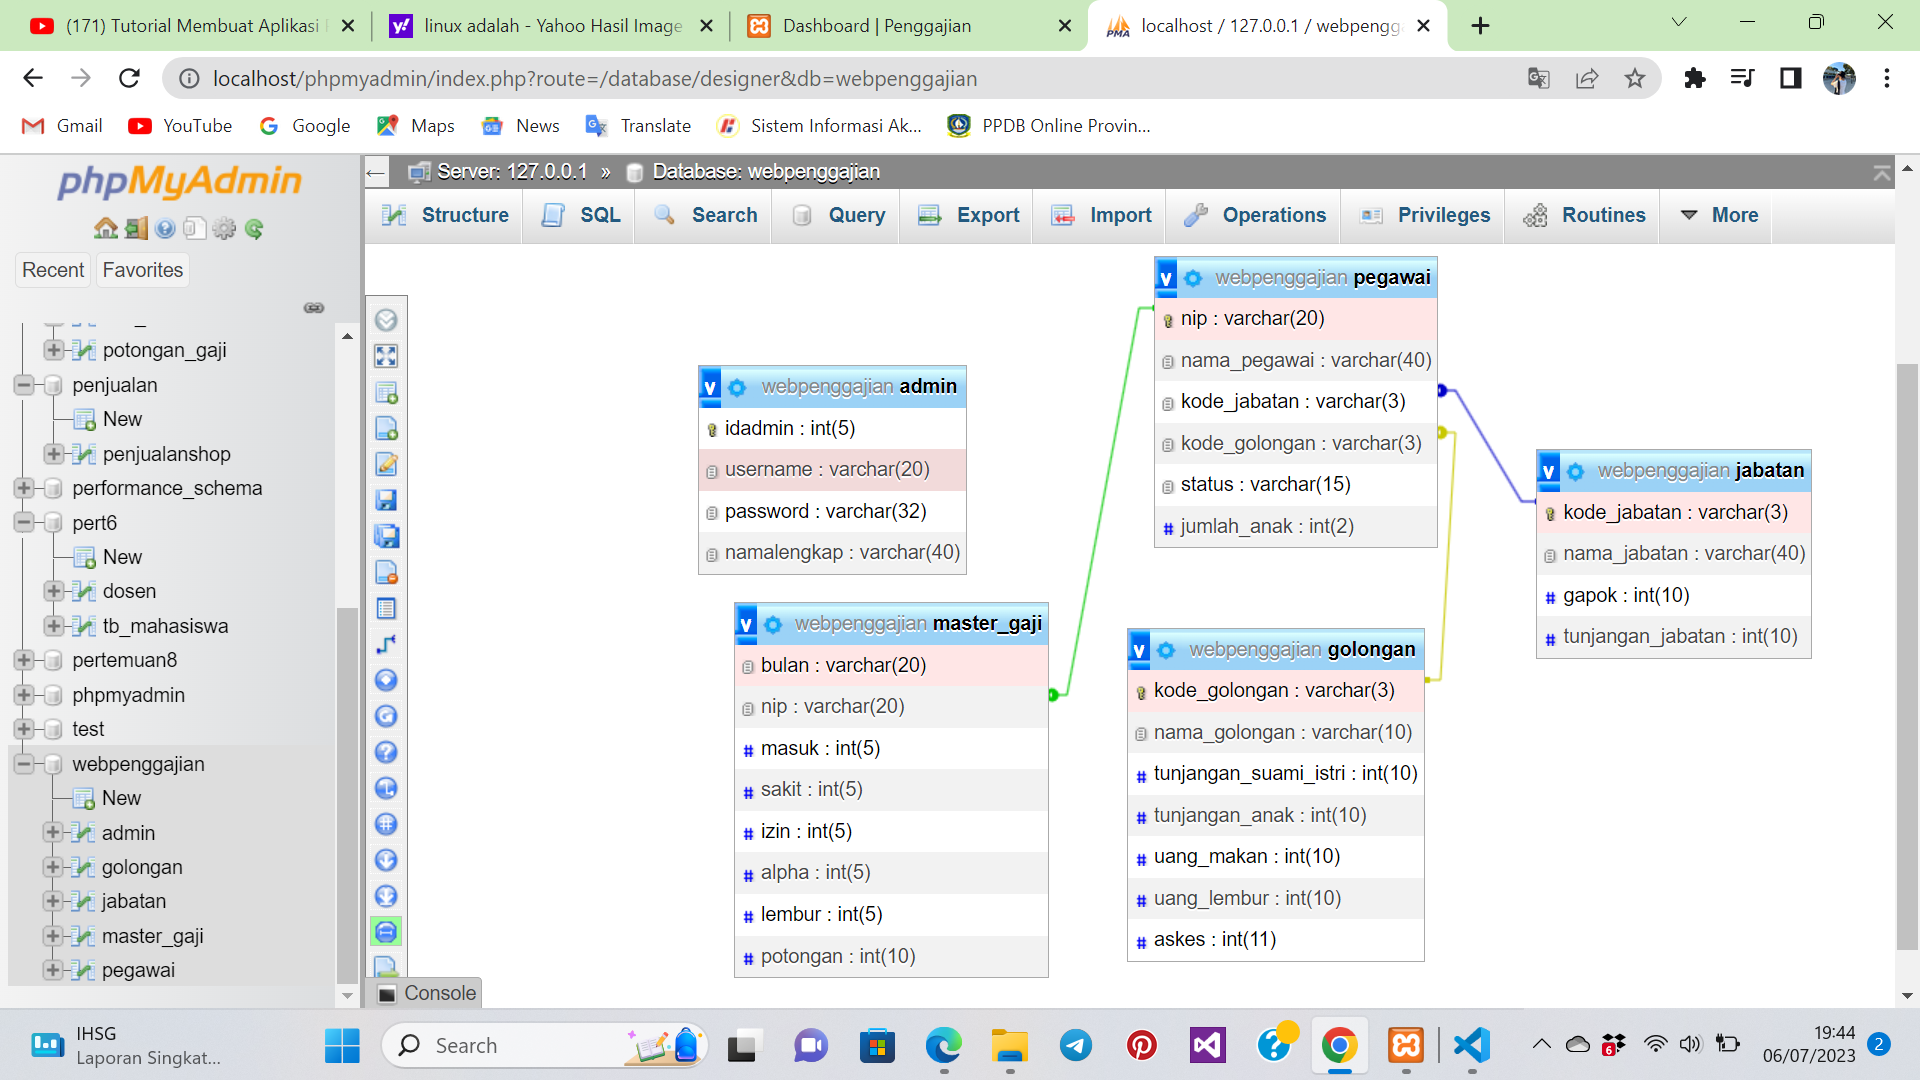 (171) Tutorial Membuat Aplikasi
linux adalah - Yahoo Hasil Image
Dashboard | Penggajian
localhost / 127.0.0.1 / webpengg
localhost/phpmyadmin/index.php?route=/database/designer&db=webpenggajian
Gmail
YouTube
Google
Maps
News
Translate
Sistem Informasi Ak...
PPDB Online Provin...
phpMyAdmin
Recent
Favorites
potongan_gaji
penjualan
New
penjualanshop
performance_schema
pert6
New
dosen
tb_mahasiswa
pertemuan8
phpmyadmin
test
webpenggajian
New
admin
golongan
jabatan
master_gaji
pegawai
Server: 127.0.0.1 » Database: webpenggajian
Structure
SQL
Search
Query
Export
Import
Operations
Privileges
Routines
More
v webpenggajian admin
idadmin : int(5)
username : varchar(20)
password : varchar(32)
namalengkap : varchar(40)
v webpenggajian master_gaji
bulan : varchar(20)
nip : varchar(20)
# masuk : int(5)
# sakit : int(5)
# izin : int(5)
# alpha : int(5)
# lembur : int(5)
# potongan : int(10)
v webpenggajian pegawai
nip : varchar(20)
nama_pegawai : varchar(40)
kode_jabatan : varchar(3)
kode_golongan : varchar(3)
status : varchar(15)
# jumlah_anak : int(2)
v webpenggajian golongan
kode_golongan : varchar(3)
nama_golongan : varchar(10)
# tunjangan_suami_istri : int(10)
# tunjangan_anak : int(10)
# uang_makan : int(10)
# uang_lembur : int(10)
# askes : int(11)
v webpenggajian jabatan
kode_jabatan : varchar(3)
nama_jabatan : varchar(40)
# gapok : int(10)
# tunjangan_jabatan : int(10)
Console
IHSG
Laporan Singkat...
Search
6
19:44
06/07/2023
2